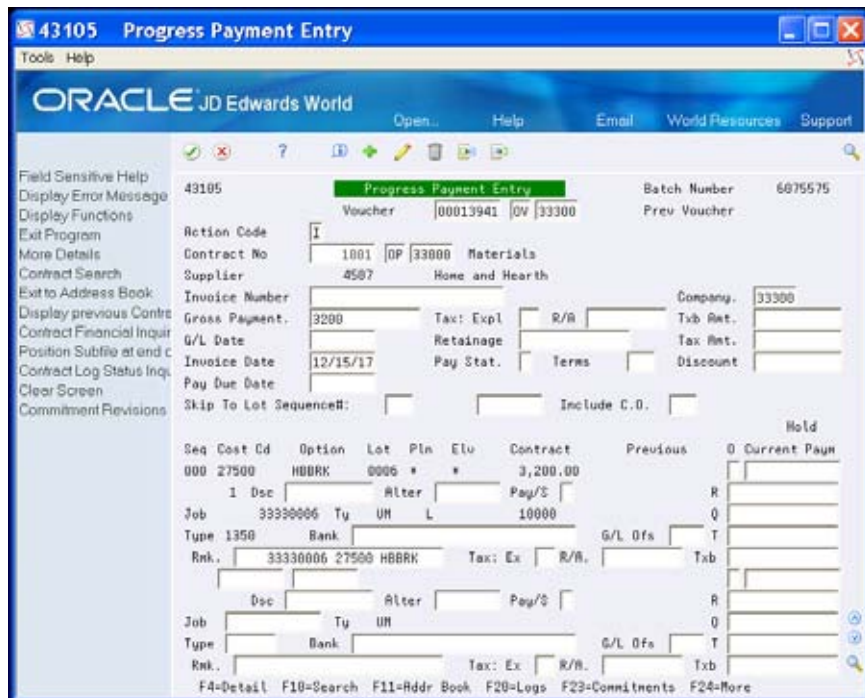 43105 Progress Payment Entry
Tools Help
ORACLE JD Edwards World
Open... Help Email World Resources Support
Field Sensitive Help
Display Error Message
Display Functions
Exit Program
More Details
Contract Search
Exit to Address Book
Display previous Contre
Contract Financial Inquir
Position Subfile at end c
Contract Log Status Inqu
Clear Screen
Commitment Revisions
43105 Progress Payment Entry Batch Number 6075575
Voucher 00013941 OV 33300 Prev Voucher
Action Code I
Contract No 1001 OP 33000 Materials
Supplier 4507 Home and Hearth
Invoice Number Company. 33300
Gross Payment. 3200 Tax: Expl R/A Txb Amt.
G/L Date Retainage Tax Amt.
Invoice Date 12/15/17 Pay Stat. Terms Discount
Pay Due Date
Skip To Lot Sequence#: Include C.O.
Hold
Seq Cost Cd Option Lot Pln Elv Contract Previous O Current Paym
000 27500 HBBRK 0006 * * 3,200.00
1 Dsc Alter Pay/S R
Job 33330006 Ty UM L 10000 Q
Type 1350 Bank G/L Ofs T
Rmk. 33330006 27500 HBBRK Tax: Ex R/A. Txb
Dsc Alter Pay/S R
Job Ty UM Q
Type Bank G/L Ofs T
Rmk. Tax: Ex R/A. Txb
F4=Detail F10=Search F11=Addr Book F20=Logs F23=Commitments F24=More